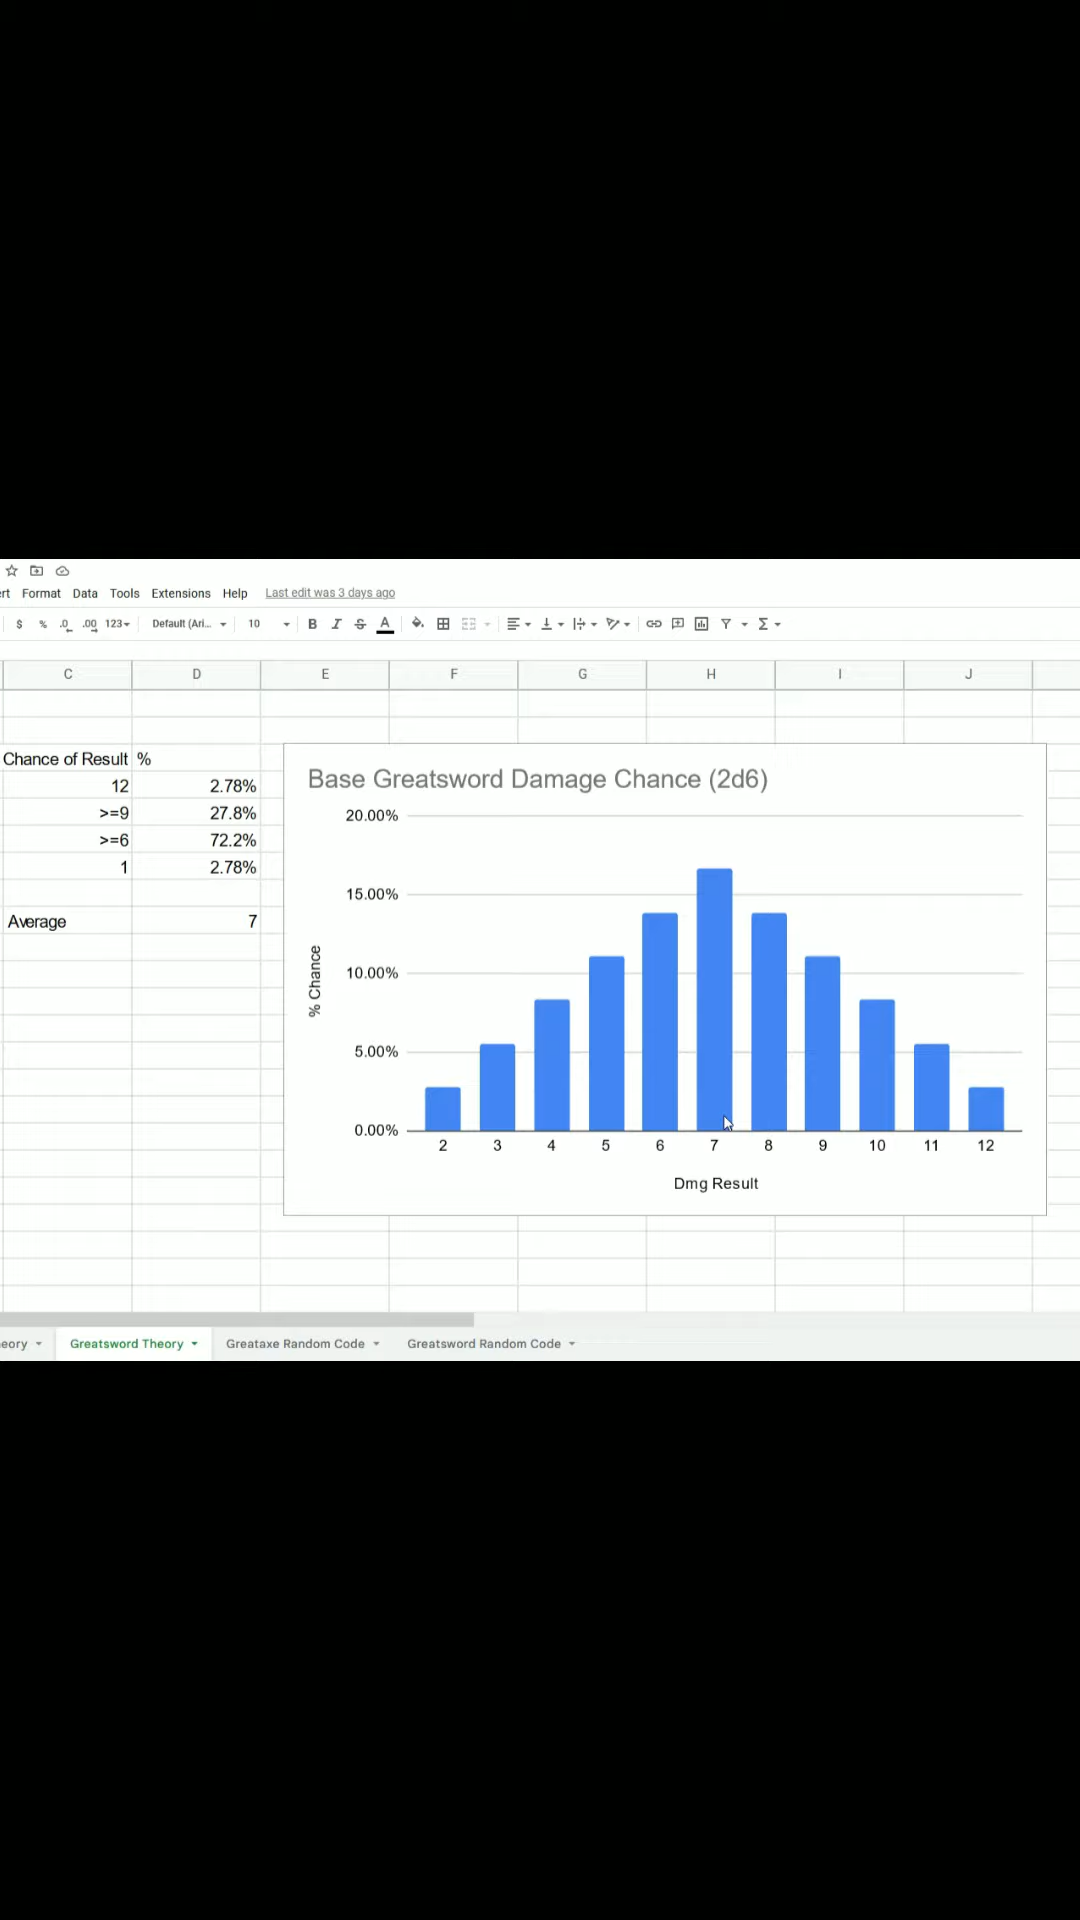 rt Format Data Tools Extensions Help Last edit was 3 days ago
$ % .0 .00 123 Default (Ari... 10 B I S A Σ
C D E F G H I J
Chance of Result %
12 2.78%
>=9 27.8%
>=6 72.2%
1 2.78%
Average 7
Base Greatsword Damage Chance (2d6)
20.00%
15.00%
10.00%
5.00%
0.00%
% Chance
2 3 4 5 6 7 8 9 10 11 12
Dmg Result
eory Greatsword Theory Greataxe Random Code Greatsword Random Code